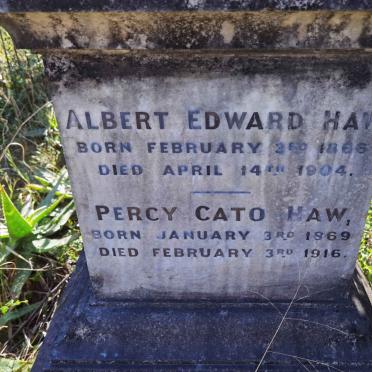 ALBERT EDWARD HAW
BORN FEBRUARY 3RD 1866
DIED APRIL 14TH 1904.
PERCY CATO HAW,
BORN JANUARY 3RD 1869
DIED FEBRUARY 3RD 1916.